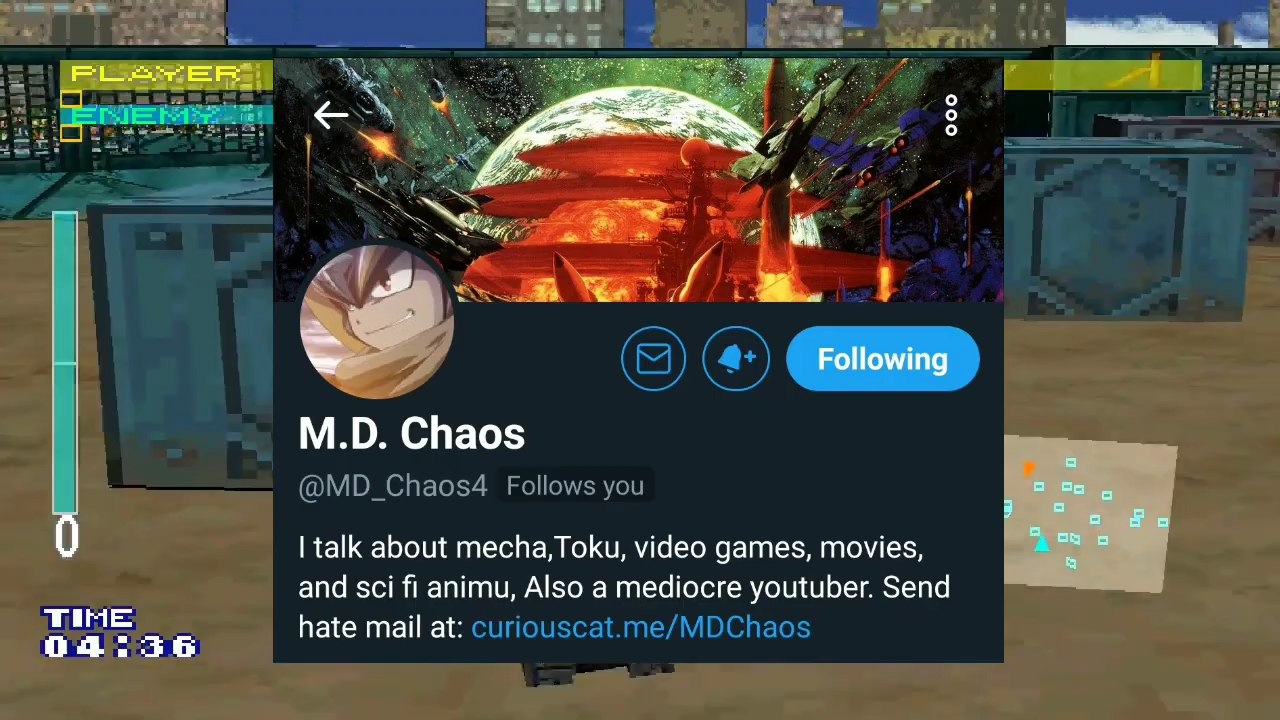 PLAYER
ENEMY
Following
M.D. Chaos
@MD_Chaos4 Follows you
I talk about mecha,Toku, video games, movies,
and sci fi animu, Also a mediocre youtuber. Send
hate mail at: curiouscat.me/MDChaos
0
TIME
04:36